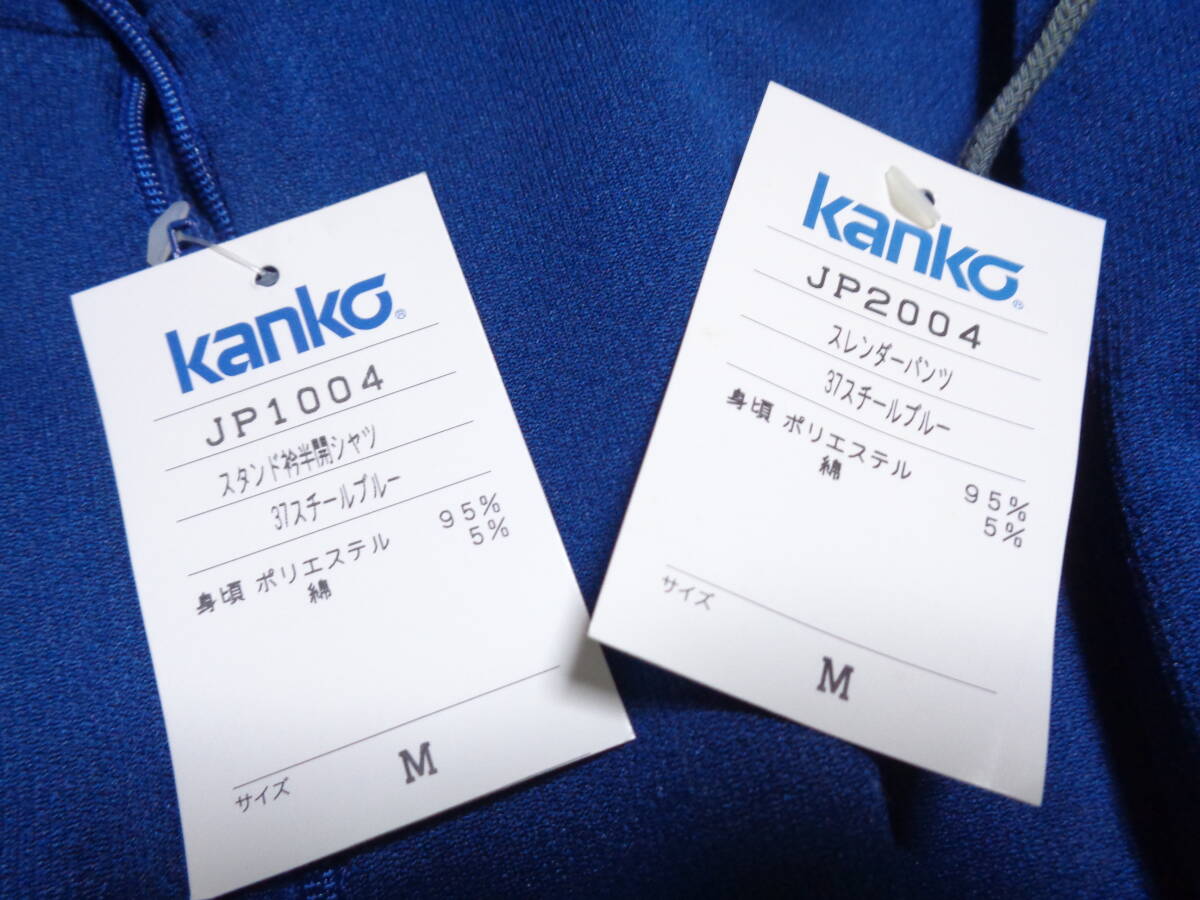 kanko®
JP1004
スタンド衿半開シャツ
37スチールブルー
身頃 ポリエステル 95%
綿 5%
サイズ M
kanko®
JP2004
スレンダーパンツ
37スチールブルー
身頃 ポリエステル 95%
綿 5%
サイズ M